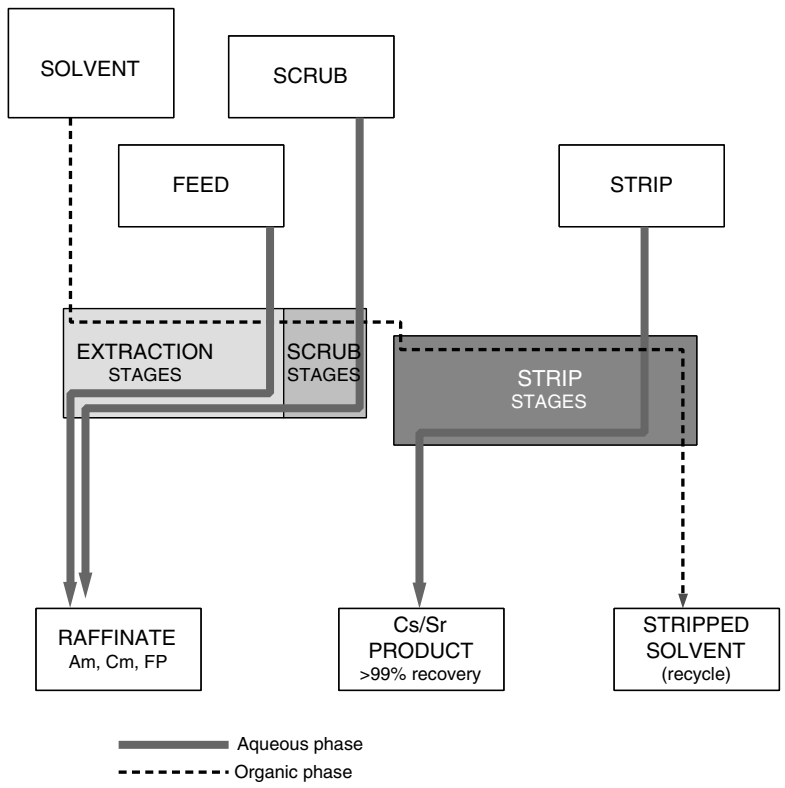 SOLVENT
SCRUB
FEED
STRIP
EXTRACTION
STAGES
SCRUB
STAGES
STRIP
STAGES
RAFFINATE
Am, Cm, FP
Cs/Sr
PRODUCT
>99% recovery
STRIPPED
SOLVENT
(recycle)
Aqueous phase
Organic phase